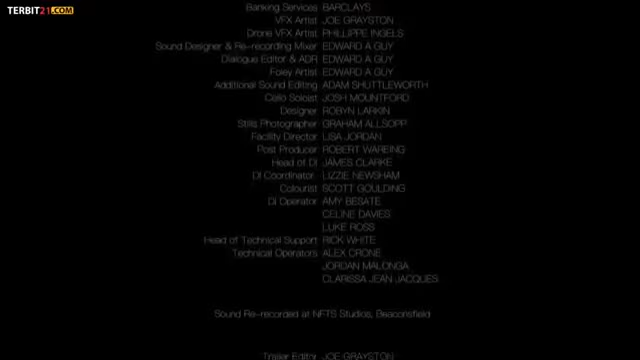 TERBIT21.COM
Banking Services BARCLAYS
VFX Artist JOE GRAYSTON
Drone VFX Artist PHILLIPPE INGELS
Sound Designer & Re-recording Mixer EDWARD A GUY
Dialogue Editor & ADR EDWARD A GUY
Foley Artist EDWARD A GUY
Additional Sound Editing ADAM SHUTTLEWORTH
Cello Soloist JOSH MOUNTFORD
Designer ROBYN LARKIN
Stills Photographer GRAHAM ALLSOPP
Facility Director LISA JORDAN
Post Producer ROBERT WAREING
Head of DI JAMES CLARKE
DI Coordinator LIZZIE NEWSHAM
Colourist SCOTT GOULDING
DI Operator AMY BESATE
CELINE DAVIES
LUKE ROSS
Head of Technical Support RICK WHITE
Technical Operators ALEX CRONE
JORDAN MALONGA
CLARISSA JEAN JACQUES
Sound Re-recorded at NFTS Studios, Beaconsfield
Trailer Editor JOE GRAYSTON